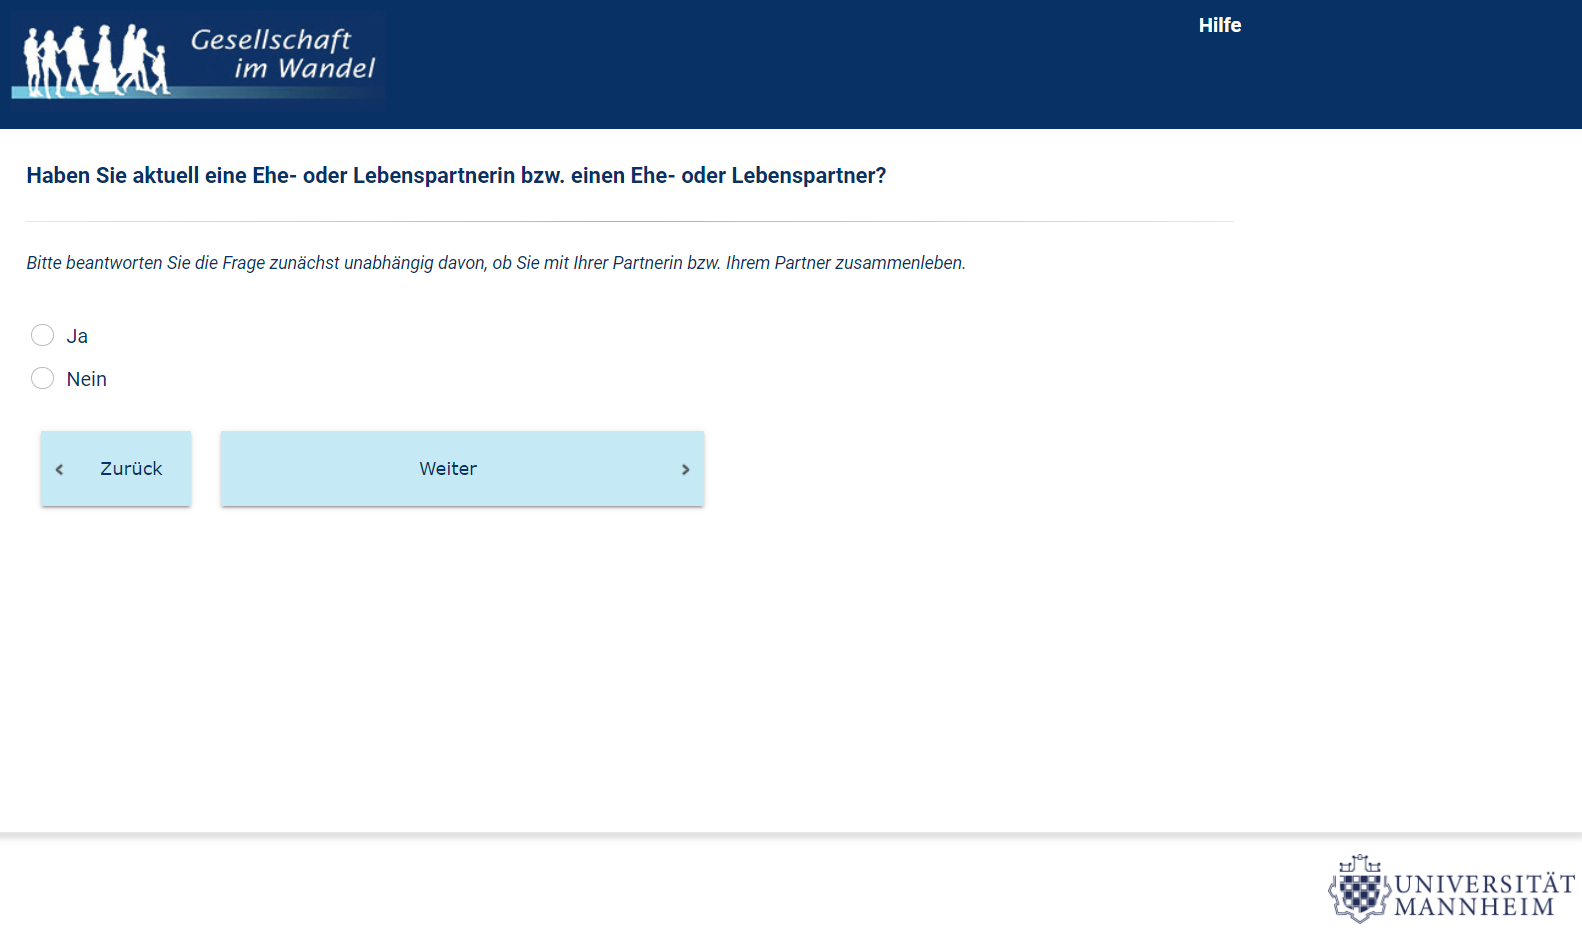 Gesellschaft
im Wandel
Hilfe
Haben Sie aktuell eine Ehe- oder Lebenspartnerin bzw. einen Ehe- oder Lebenspartner?
Bitte beantworten Sie die Frage zunächst unabhängig davon, ob Sie mit Ihrer Partnerin bzw. Ihrem Partner zusammenleben.
Ja
Nein
Zurück
Weiter
UNIVERSITÄT
MANNHEIM